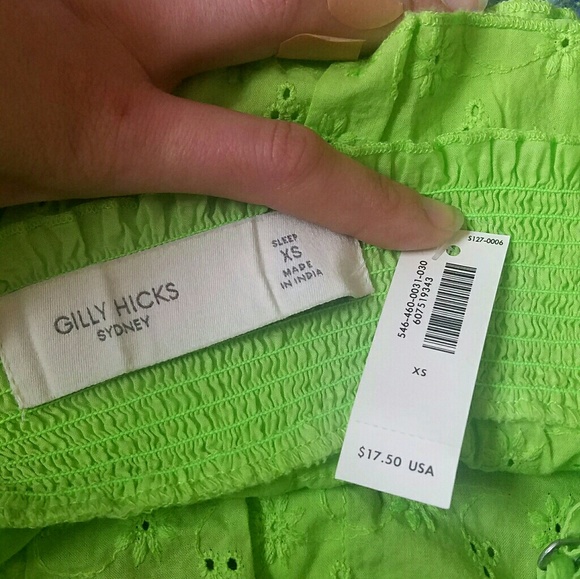 GILLY HICKS
SYDNEY
SLEEP
XS
MADE
IN INDIA
S127-0006
546-460-0031-030
607519343
XS
$17.50 USA